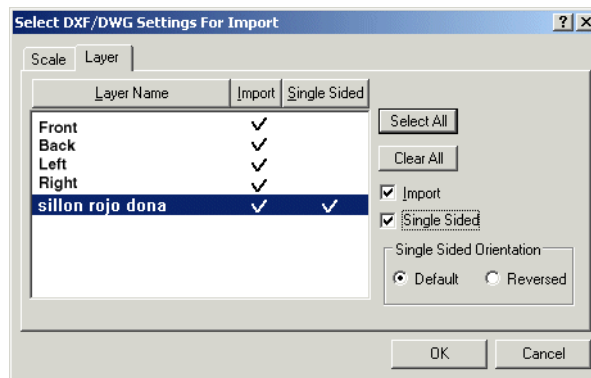 Select DXF/DWG Settings For Import
Scale Layer
Layer Name Import Single Sided
Front
Back
Left
Right
sillon rojo dona
Select All
Clear All
Import
Single Sided
Single Sided Orientation
Default Reversed
OK Cancel